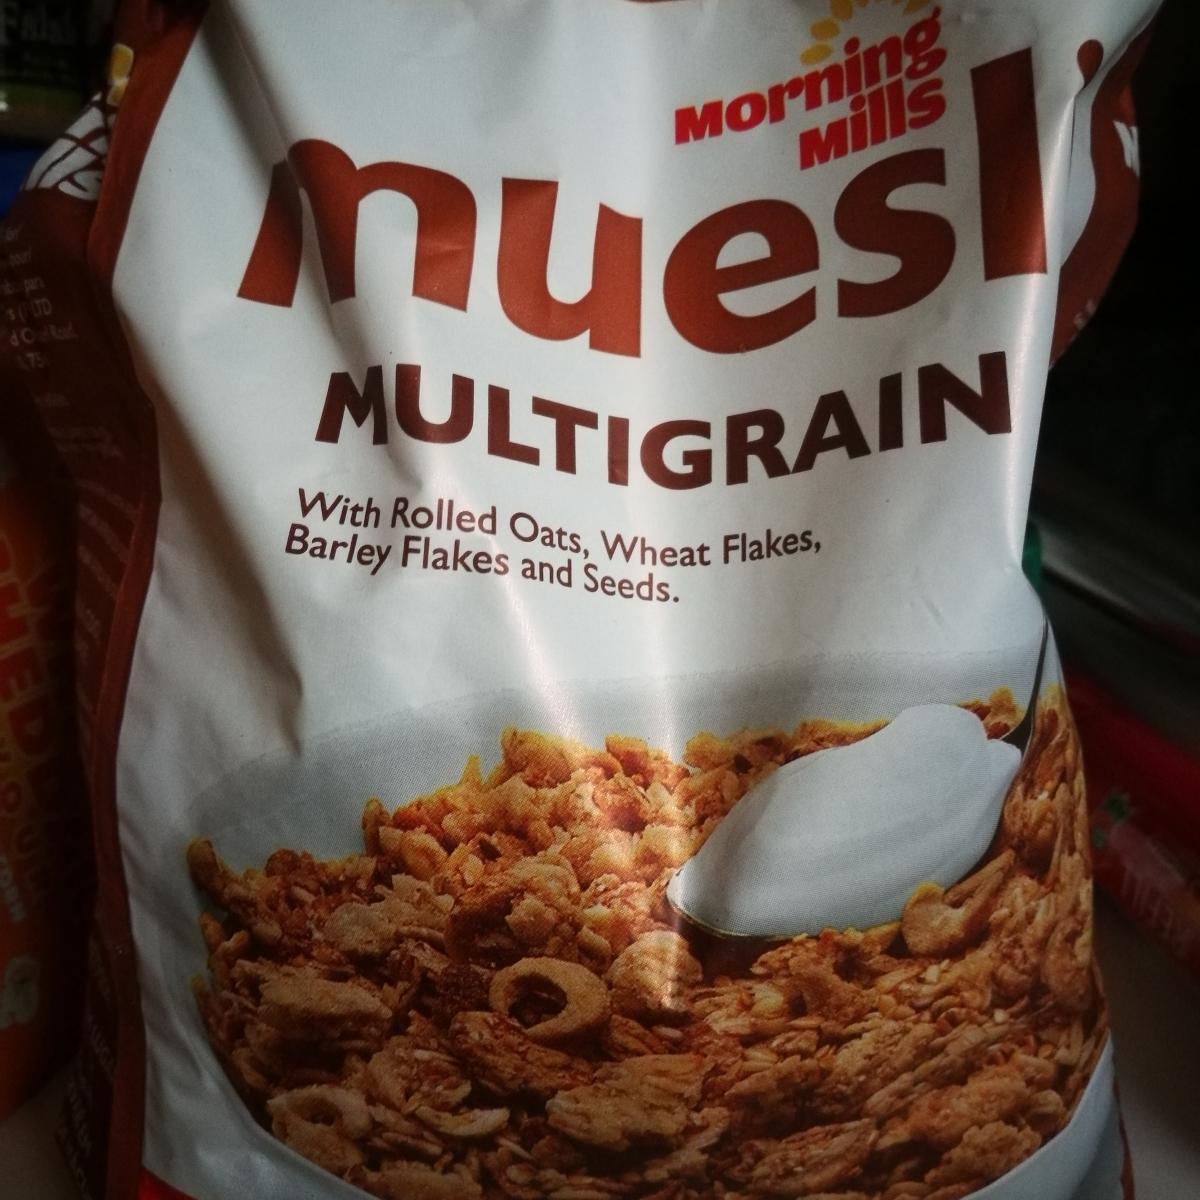 Morning
Mills
muesli
MULTIGRAIN
With Rolled Oats, Wheat Flakes,
Barley Flakes and Seeds.